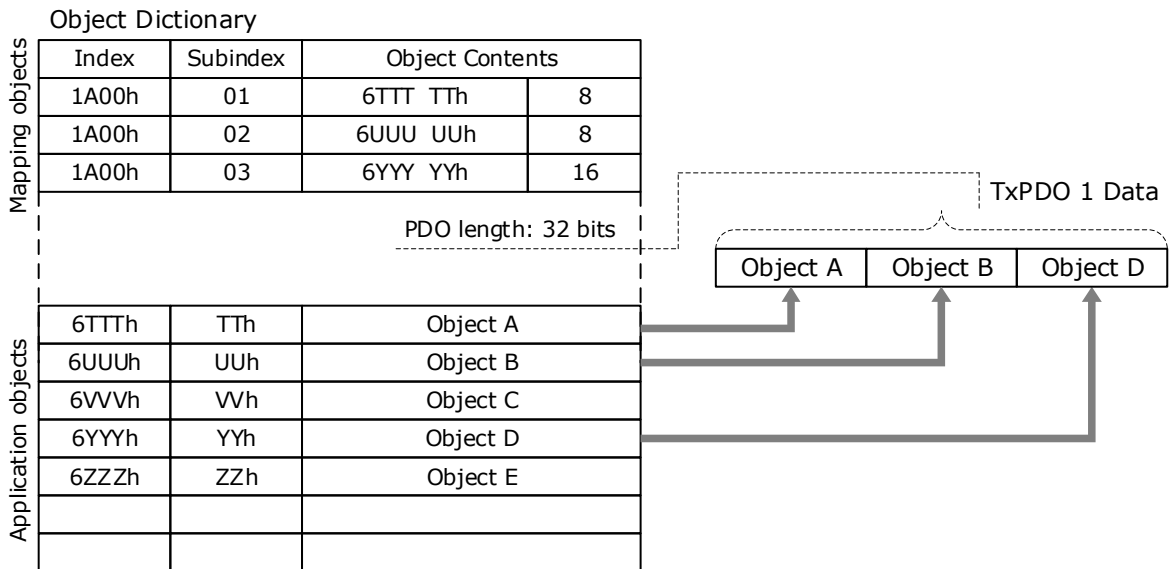 Object Dictionary
Mapping objects
Index Subindex Object Contents
1A00h 01 6TTT TTh 8
1A00h 02 6UUU UUh 8
1A00h 03 6YYY YYh 16
TxPDO 1 Data
PDO length: 32 bits
Object A Object B Object D
Application objects
6TTTh TTh Object A
6UUUh UUh Object B
6VVVh VVh Object C
6YYYh YYh Object D
6ZZZh ZZh Object E